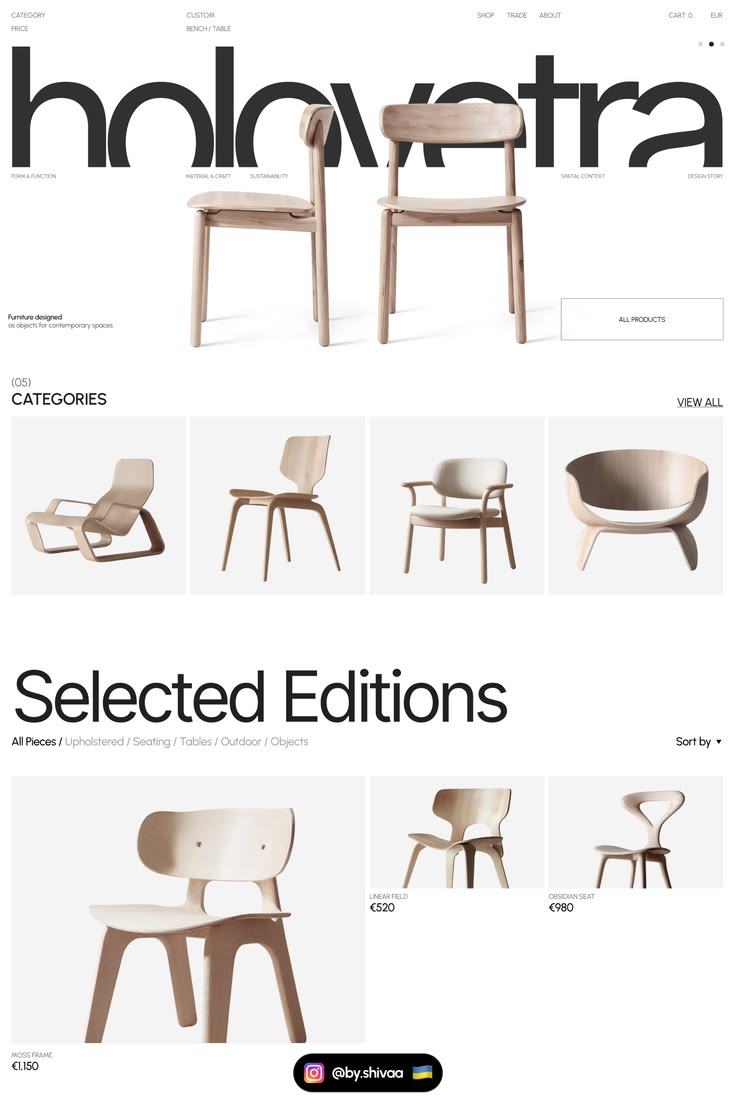 CATEGORY
CUSTOM
SHOP
TRADE
ABOUT
CART: 0
EUR
PRICE
BENCH / TABLE
holovetra
FORM & FUNCTION
MATERIAL & CRAFT
SUSTAINABILITY
SPATIAL CONTEXT
DESIGN STORY
Furniture designed
as objects for contemporary spaces.
ALL PRODUCTS
(05)
CATEGORIES
VIEW ALL
Selected Editions
All Pieces / Upholstered / Seating / Tables / Outdoor / Objects
Sort by
LINEAR FIELD
€520
OBSIDIAN SEAT
€980
MOSS FRAME
€1,150
@by.shivaa